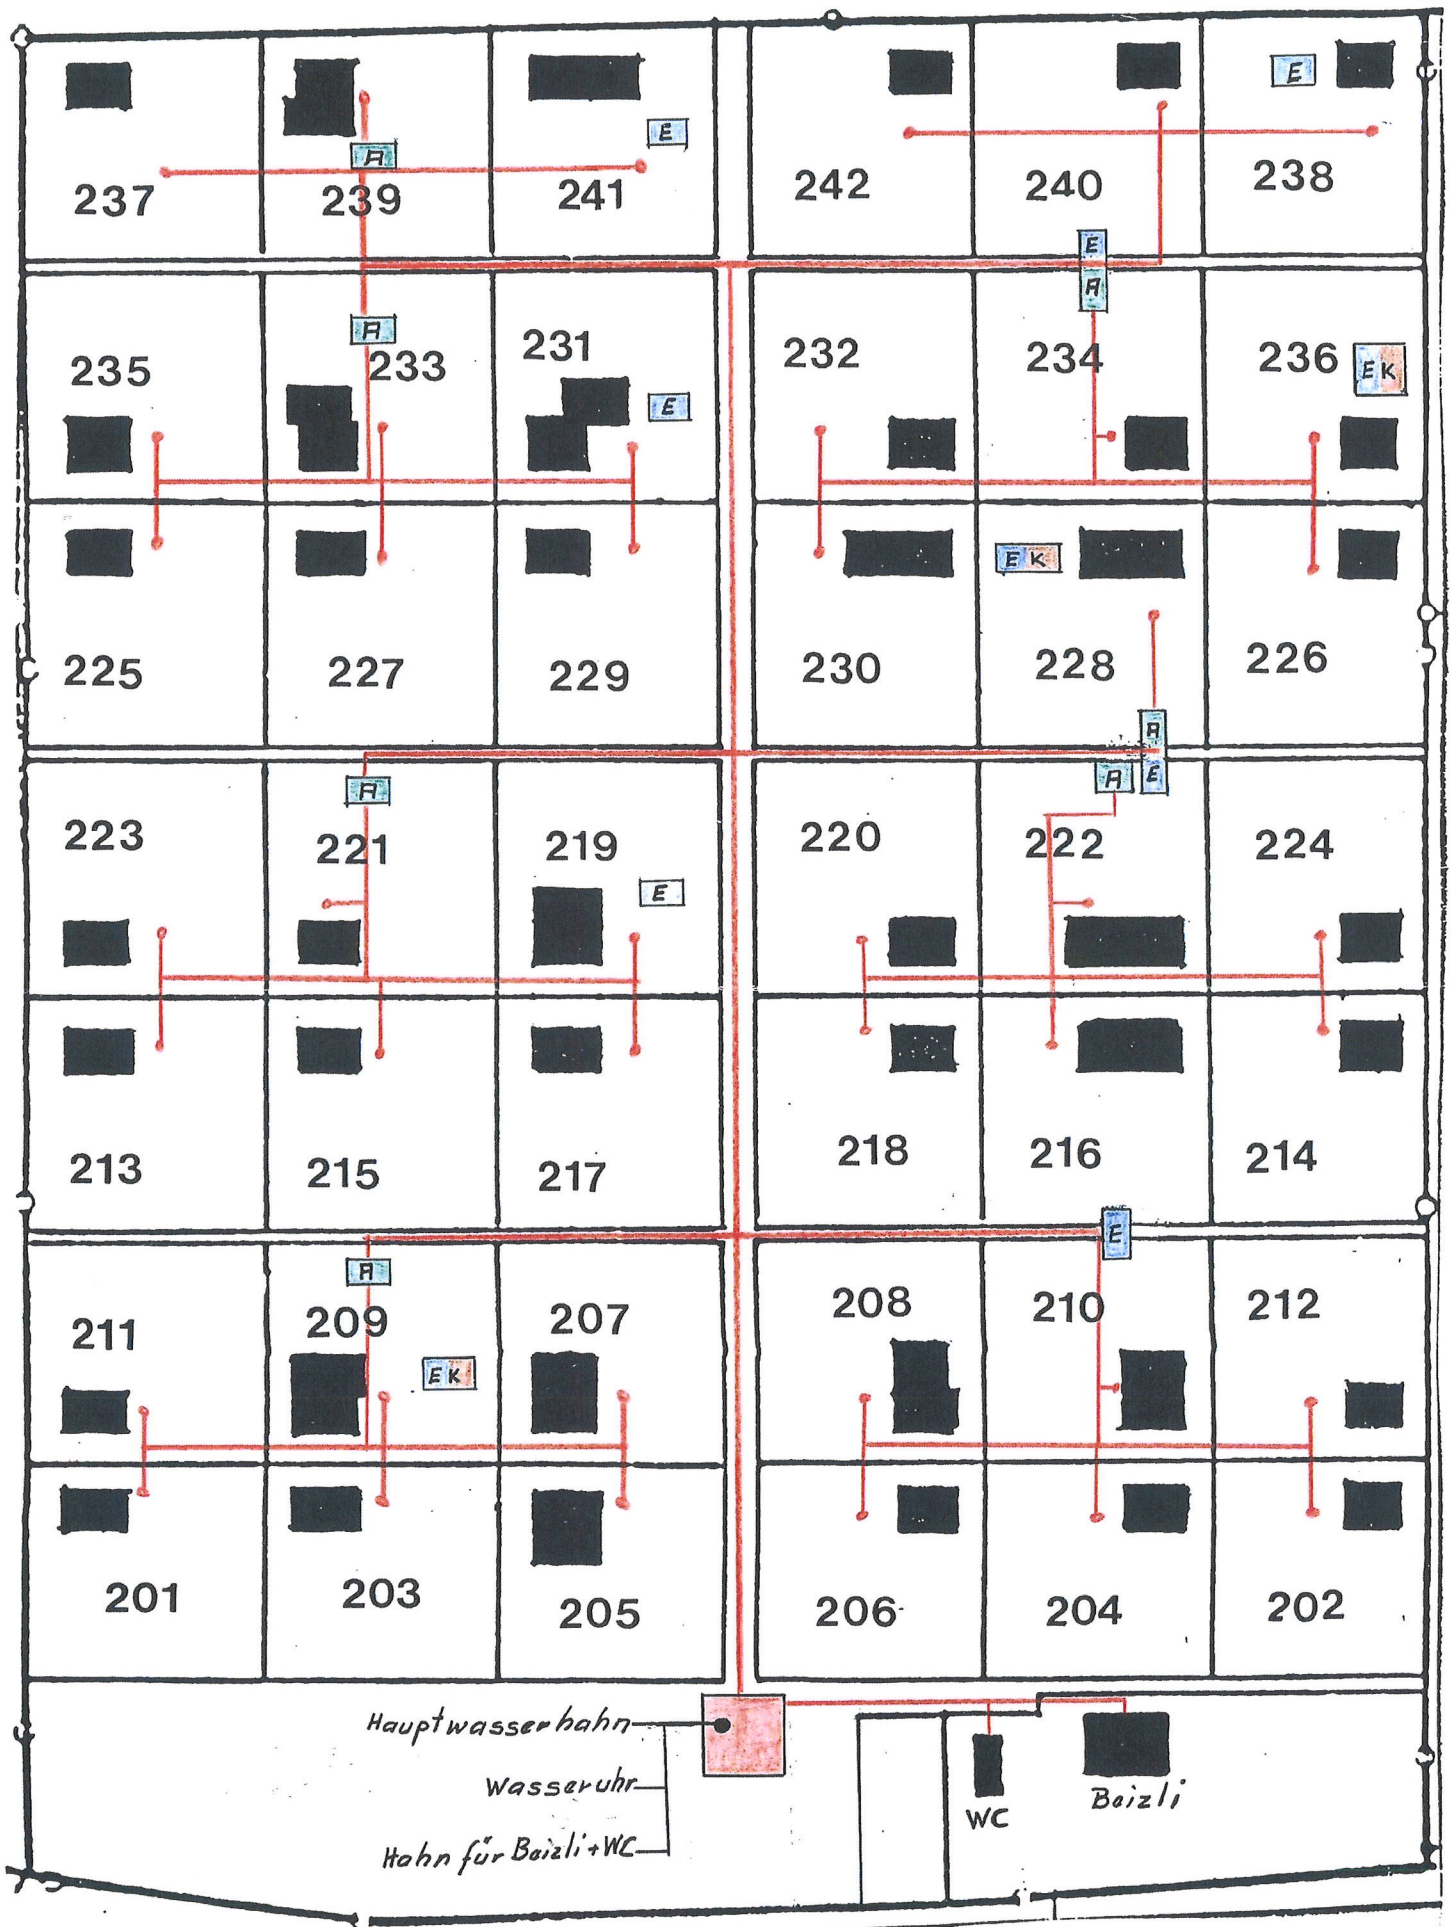 E
A
E
237 239 241 242 240 238
E
A
A
235 233 231 232 234 236
E K
E
E K
225 227 229 230 228 226
A
A
A E
223 221 219 220 222 224
E
213 215 217 218 216 214
E
A
211 209 207 208 210 212
E K
201 203 205 206 204 202
Hauptwasserhahn
Wasseruhr
Beizli
WC
Hahn für Beizli+WC